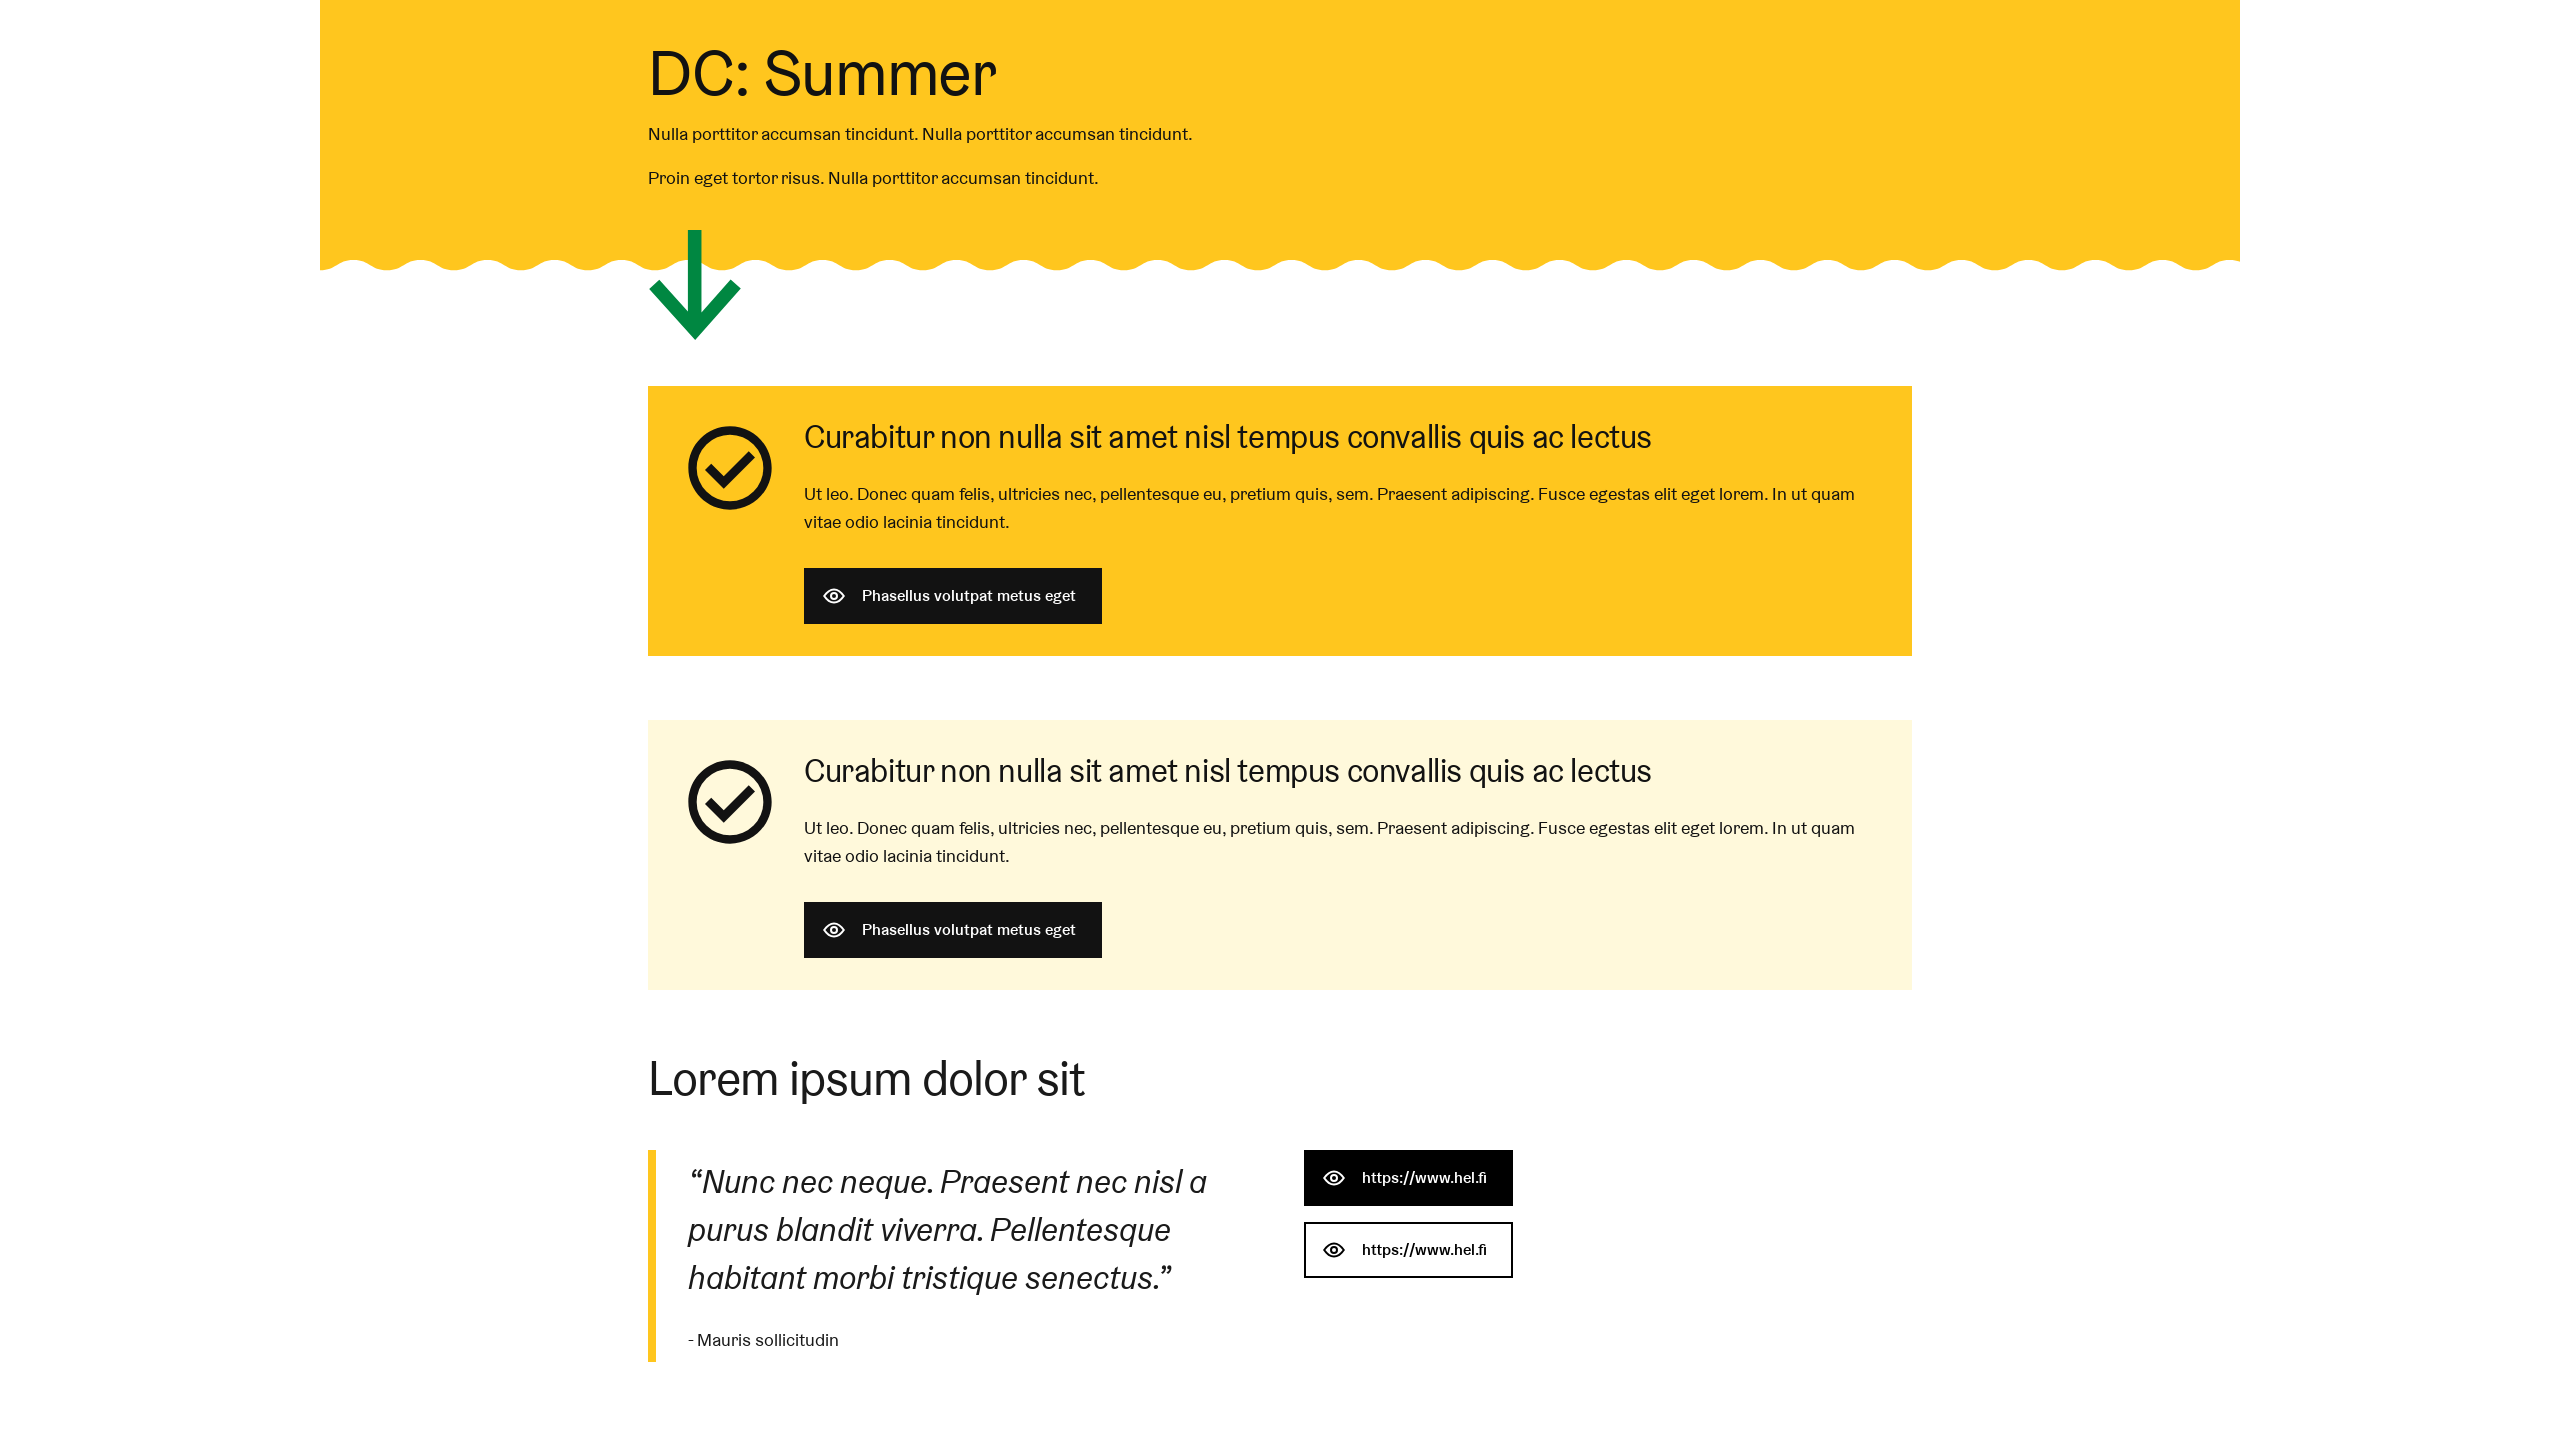 DC: Summer
Nulla porttitor accumsan tincidunt. Nulla porttitor accumsan tincidunt.
Proin eget tortor risus. Nulla porttitor accumsan tincidunt.
Curabitur non nulla sit amet nisl tempus convallis quis ac lectus
Ut leo. Donec quam felis, ultricies nec, pellentesque eu, pretium quis, sem. Praesent adipiscing. Fusce egestas elit eget lorem. In ut quam
vitae odio lacinia tincidunt.
Phasellus volutpat metus eget
Curabitur non nulla sit amet nisl tempus convallis quis ac lectus
Ut leo. Donec quam felis, ultricies nec, pellentesque eu, pretium quis, sem. Praesent adipiscing. Fusce egestas elit eget lorem. In ut quam
vitae odio lacinia tincidunt.
Phasellus volutpat metus eget
Lorem ipsum dolor sit
“Nunc nec neque. Praesent nec nisl a
purus blandit viverra. Pellentesque
habitant morbi tristique senectus.”
- Mauris sollicitudin
https://www.hel.fi
https://www.hel.fi